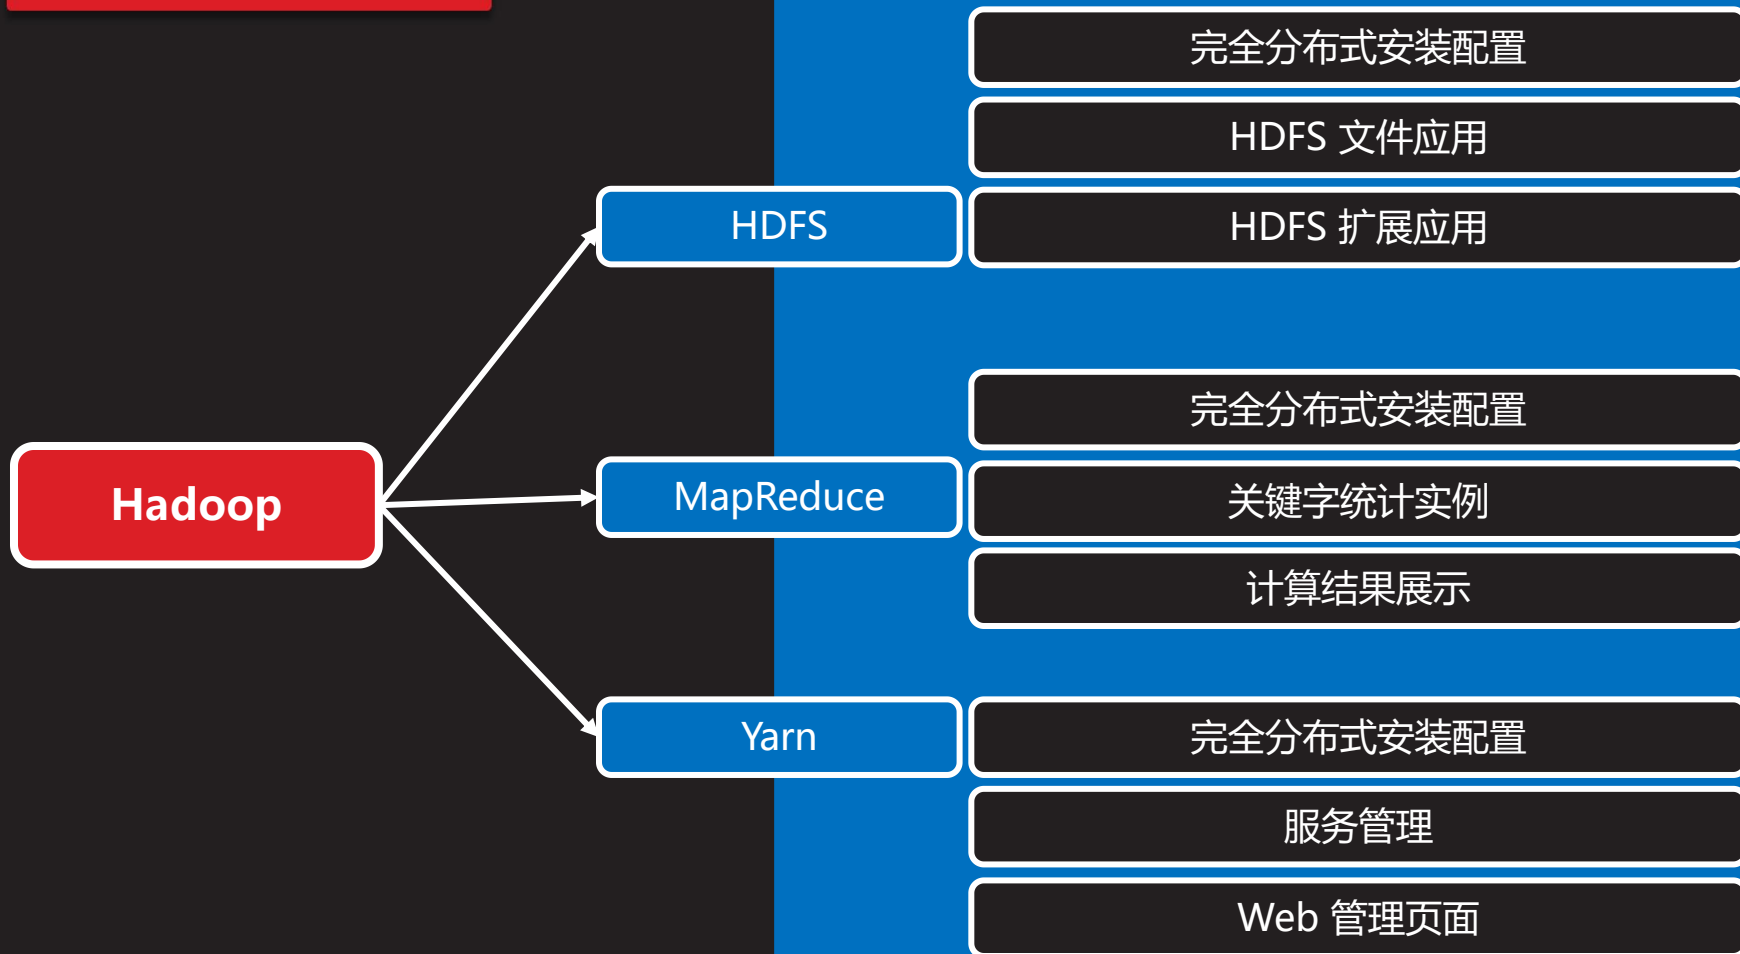 完全分布式安装配置
HDFS 文件应用
HDFS
HDFS 扩展应用
完全分布式安装配置
Hadoop
MapReduce
关键字统计实例
计算结果展示
Yarn
完全分布式安装配置
服务管理
Web 管理页面